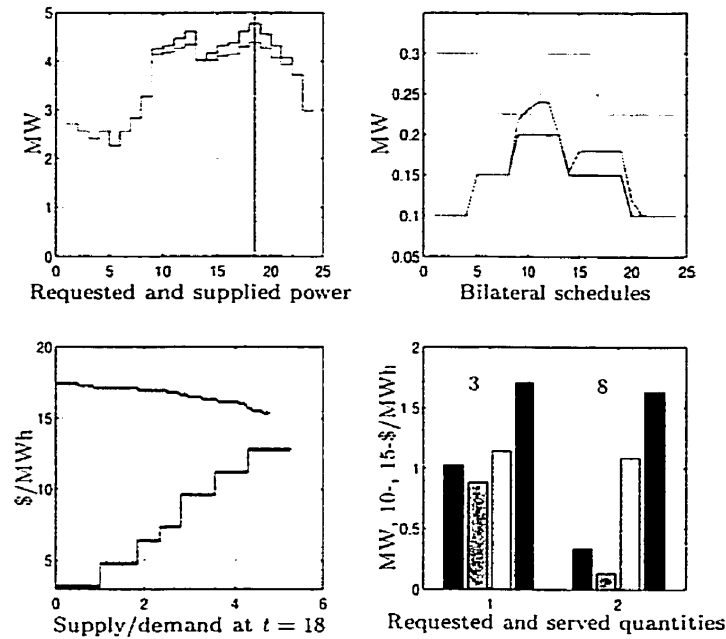 5
4
3
2
1
0
MW
0 5 10 15 20 25
Requested and supplied power
0.3
0.25
0.2
0.15
0.1
0.05
MW
0 5 10 15 20 25
Bilateral schedules
20
15
10
5
$/MWh
0 2 4 6
Supply/demand at t = 18
2
1.5
1
0.5
0
MW, 10-, 15-$/MWh
3 8
1 2
Requested and served quantities